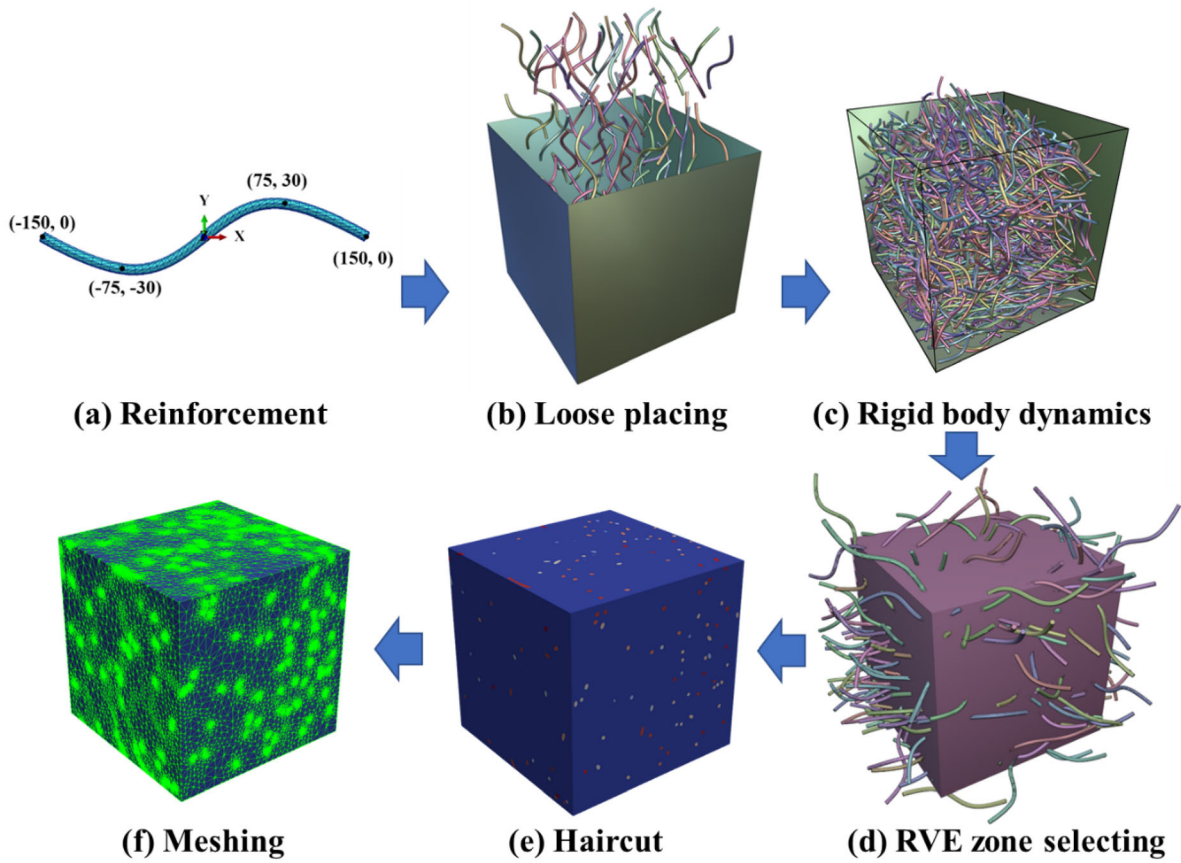 (-150, 0)
(-75, -30)
Y
X
(75, 30)
(150, 0)
(a) Reinforcement
(b) Loose placing
(c) Rigid body dynamics
(f) Meshing
(e) Haircut
(d) RVE zone selecting